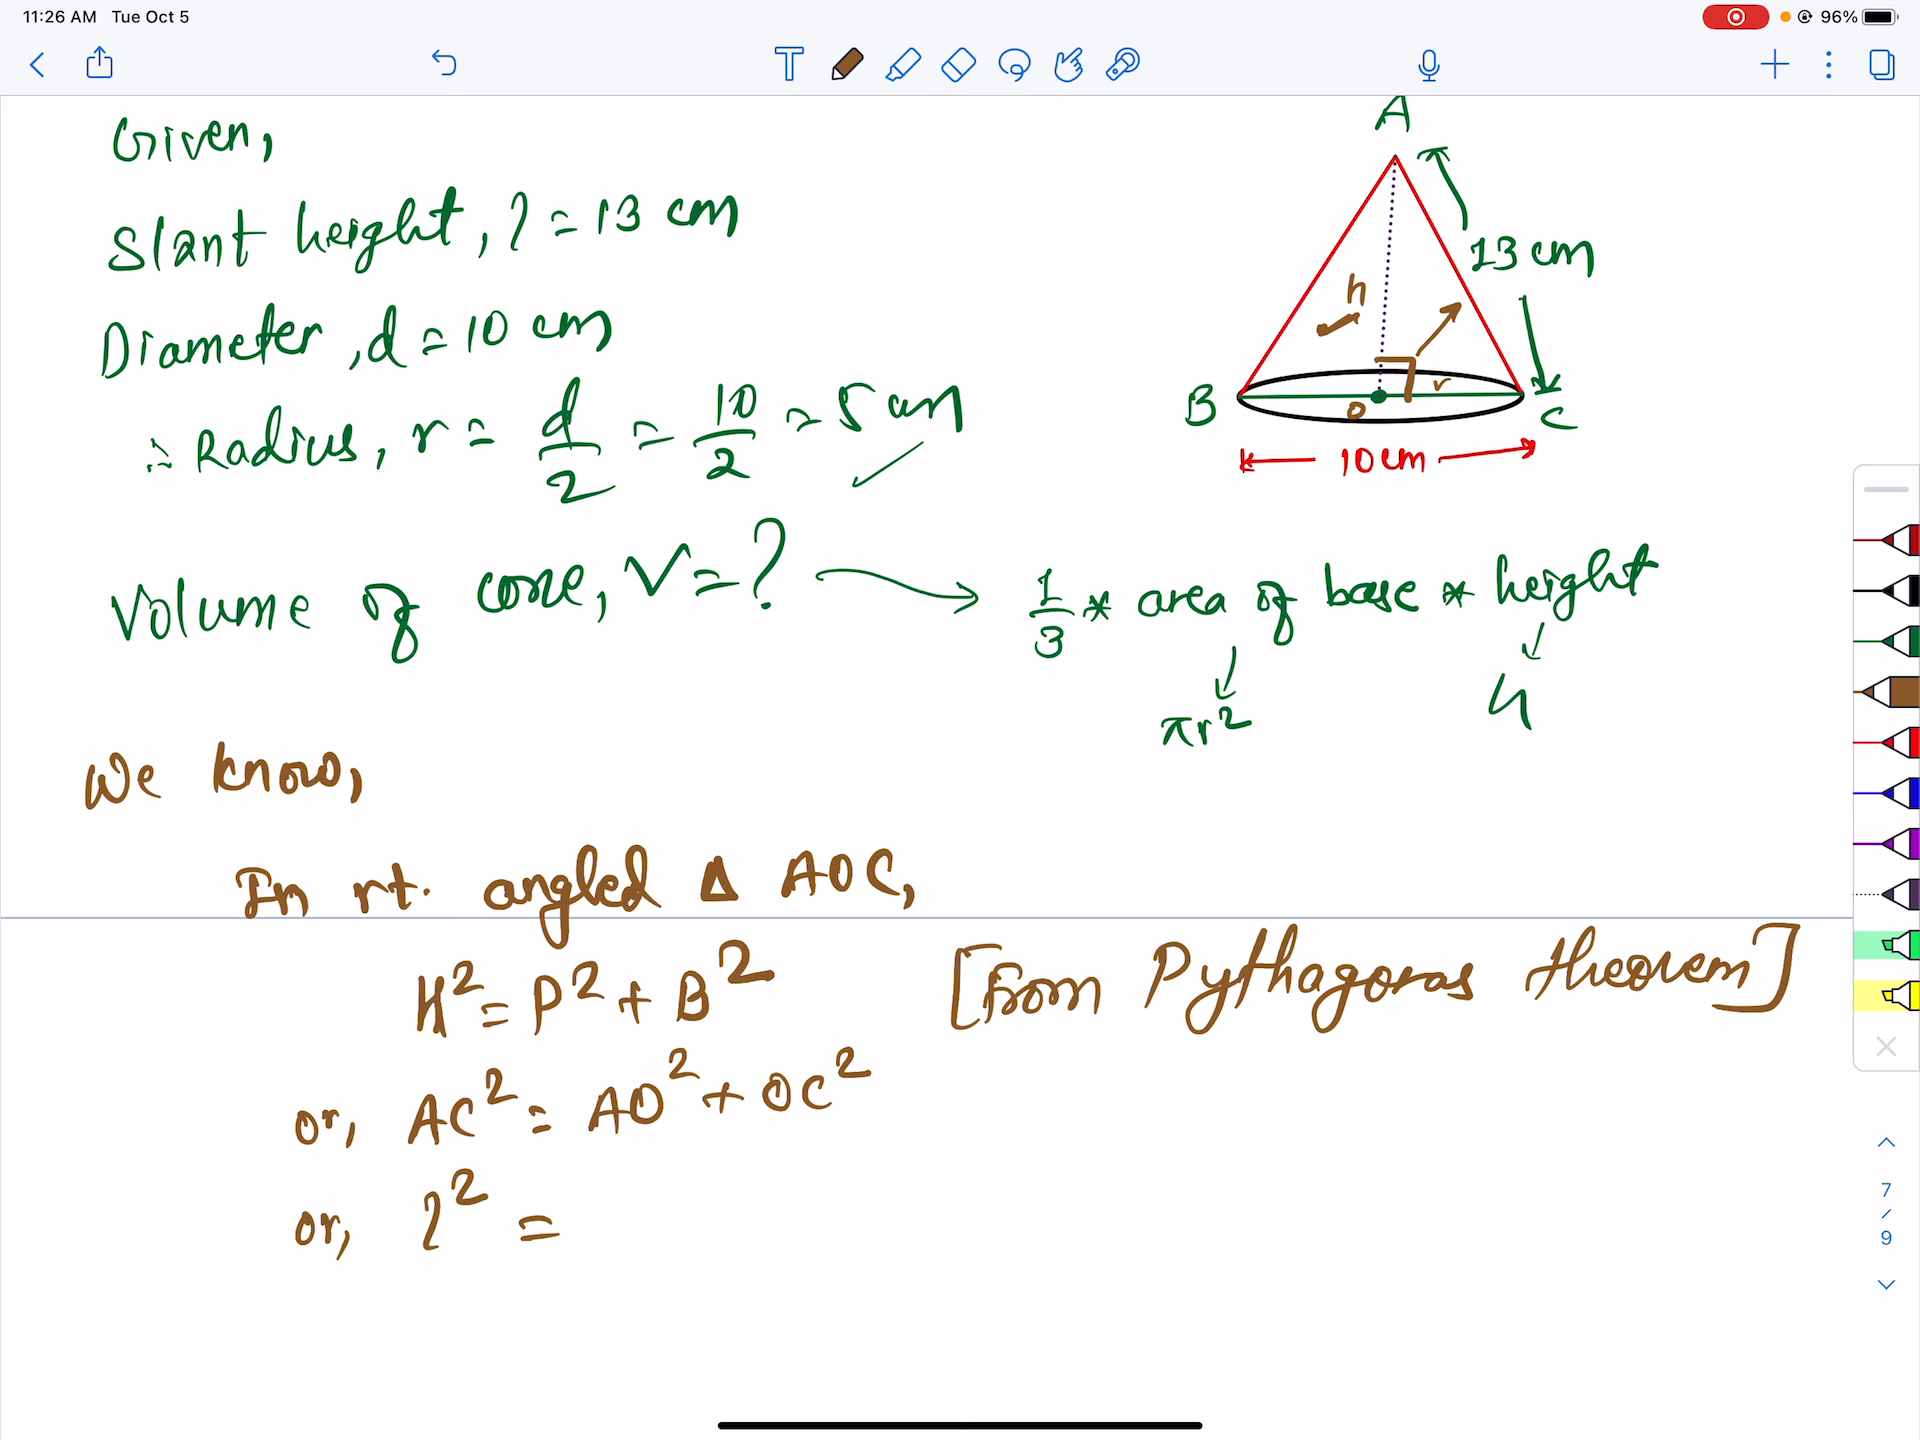 11:26 AM Tue Oct 5
96%
T
Given,
Slant height, l = 13 cm
Diameter, d = 10 cm
∴ Radius, r = d/2 = 10/2 = 5 cm
Volume of cone, V = ? → 1/3 * area of base * height
πr² h
A
13 cm
h
r
B O C
10 cm
We know,
In rt. angled Δ AOC,
H² = P² + B² [From Pythagoras theorem]
or, AC² = AO² + OC²
or, l² =
7
/
9